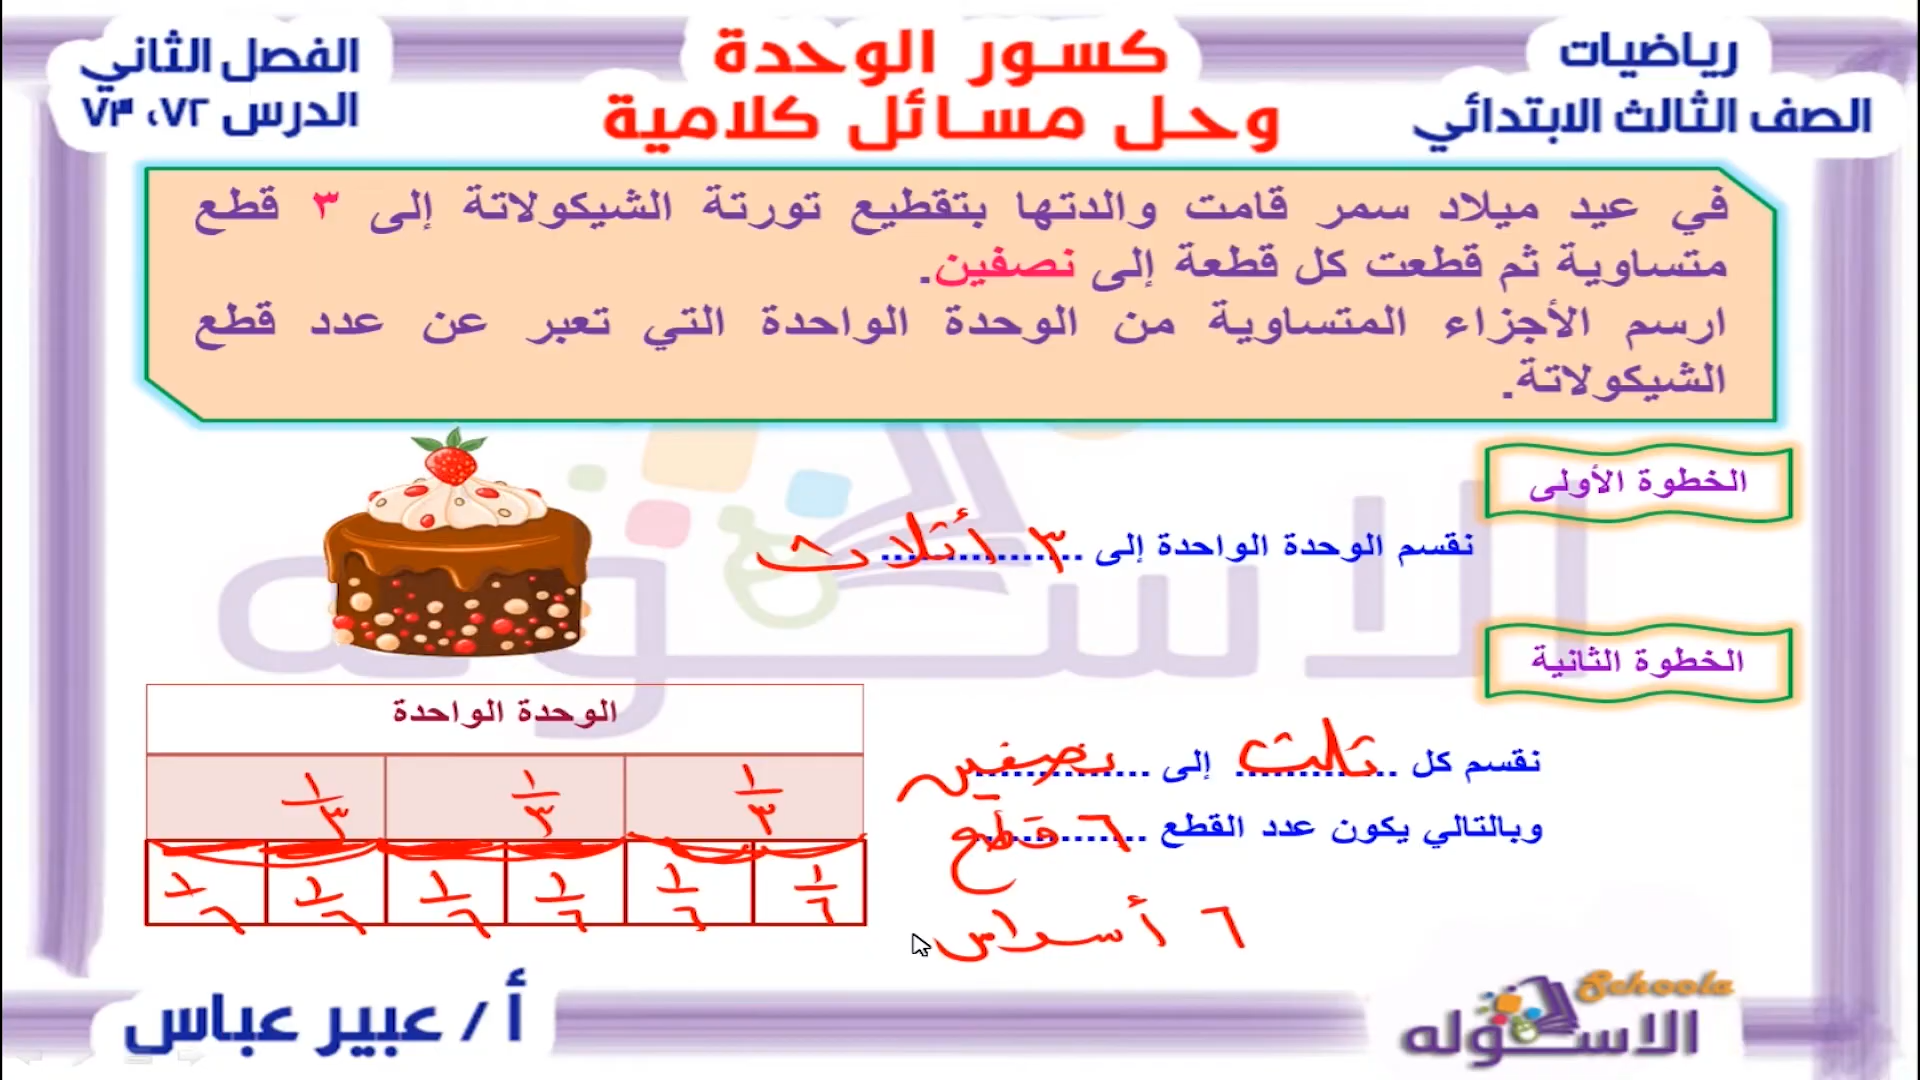 رياضيات
الصف الثالث الابتدائي
كسور الوحدة
وحل مسائل كلامية
الفصل الثاني
الدرس ٧٢، ٧٣
في عيد ميلاد سمر قامت والدتها بتقطيع تورتة الشيكولاتة إلى ٣ قطع
متساوية ثم قطعت كل قطعة إلى نصفين.
ارسم الأجزاء المتساوية من الوحدة الواحدة التي تعبر عن عدد قطع
الشيكولاتة.
الخطوة الأولى
نقسم الوحدة الواحدة إلى ٣ أثلاث
الخطوة الثانية
نقسم كل ثلث إلى نصفين
وبالتالي يكون عدد القطع ٦ قطع
٦ أسداس
الوحدة الواحدة
١/٣ ١/٣ ١/٣
١/٦ ١/٦ ١/٦ ١/٦ ١/٦ ١/٦
أ/ عبير عباس
Schoola
الاسكوله